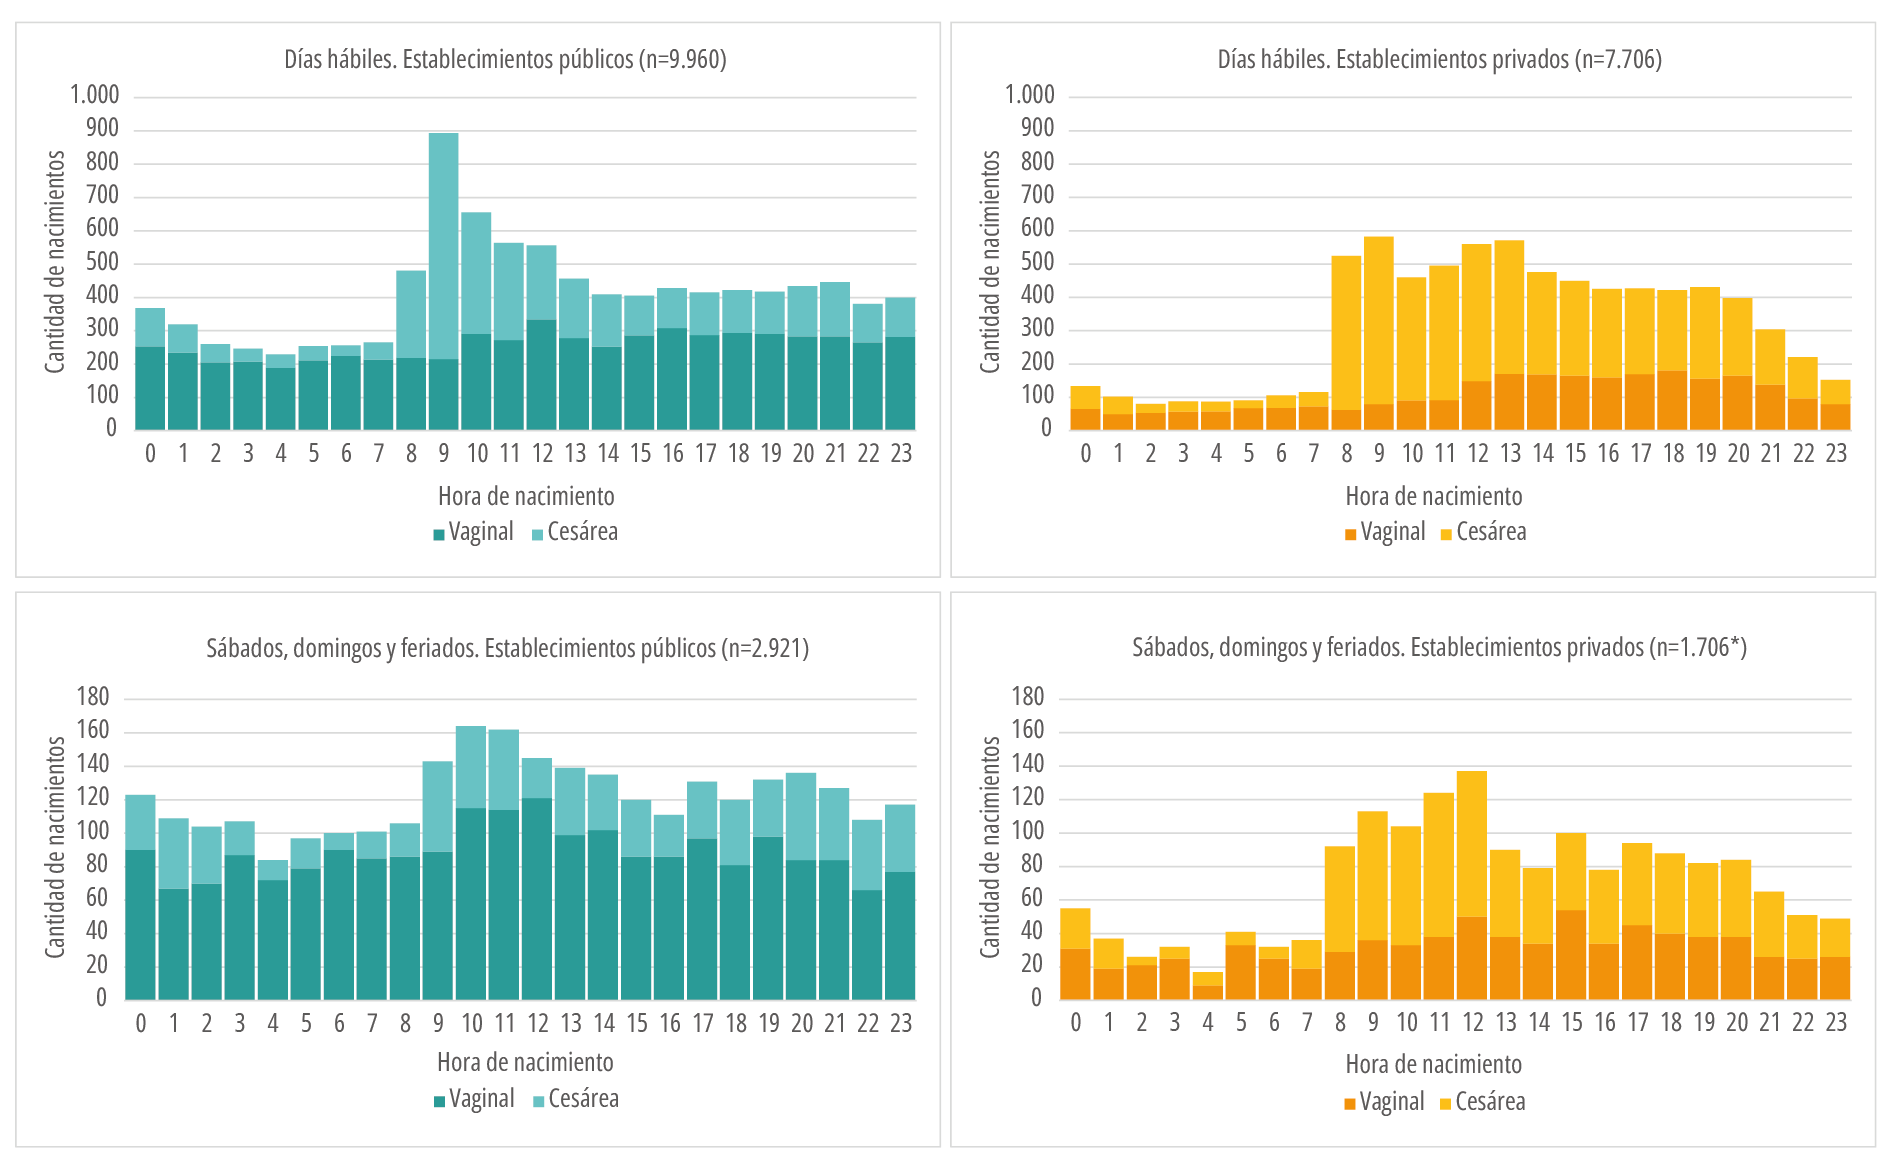 Días hábiles. Establecimientos públicos (n=9.960)
1.000
900
800
700
600
500
400
300
200
100
0
Cantidad de nacimientos
0 1 2 3 4 5 6 7 8 9 10 11 12 13 14 15 16 17 18 19 20 21 22 23
Hora de nacimiento
Vaginal Cesárea
Días hábiles. Establecimientos privados (n=7.706)
1.000
900
800
700
600
500
400
300
200
100
0
Cantidad de nacimientos
0 1 2 3 4 5 6 7 8 9 10 11 12 13 14 15 16 17 18 19 20 21 22 23
Hora de nacimiento
Vaginal Cesárea
Sábados, domingos y feriados. Establecimientos públicos (n=2.921)
180
160
140
120
100
80
60
40
20
0
Cantidad de nacimientos
0 1 2 3 4 5 6 7 8 9 10 11 12 13 14 15 16 17 18 19 20 21 22 23
Hora de nacimiento
Vaginal Cesárea
Sábados, domingos y feriados. Establecimientos privados (n=1.706*)
180
160
140
120
100
80
60
40
20
0
Cantidad de nacimientos
0 1 2 3 4 5 6 7 8 9 10 11 12 13 14 15 16 17 18 19 20 21 22 23
Hora de nacimiento
Vaginal Cesárea